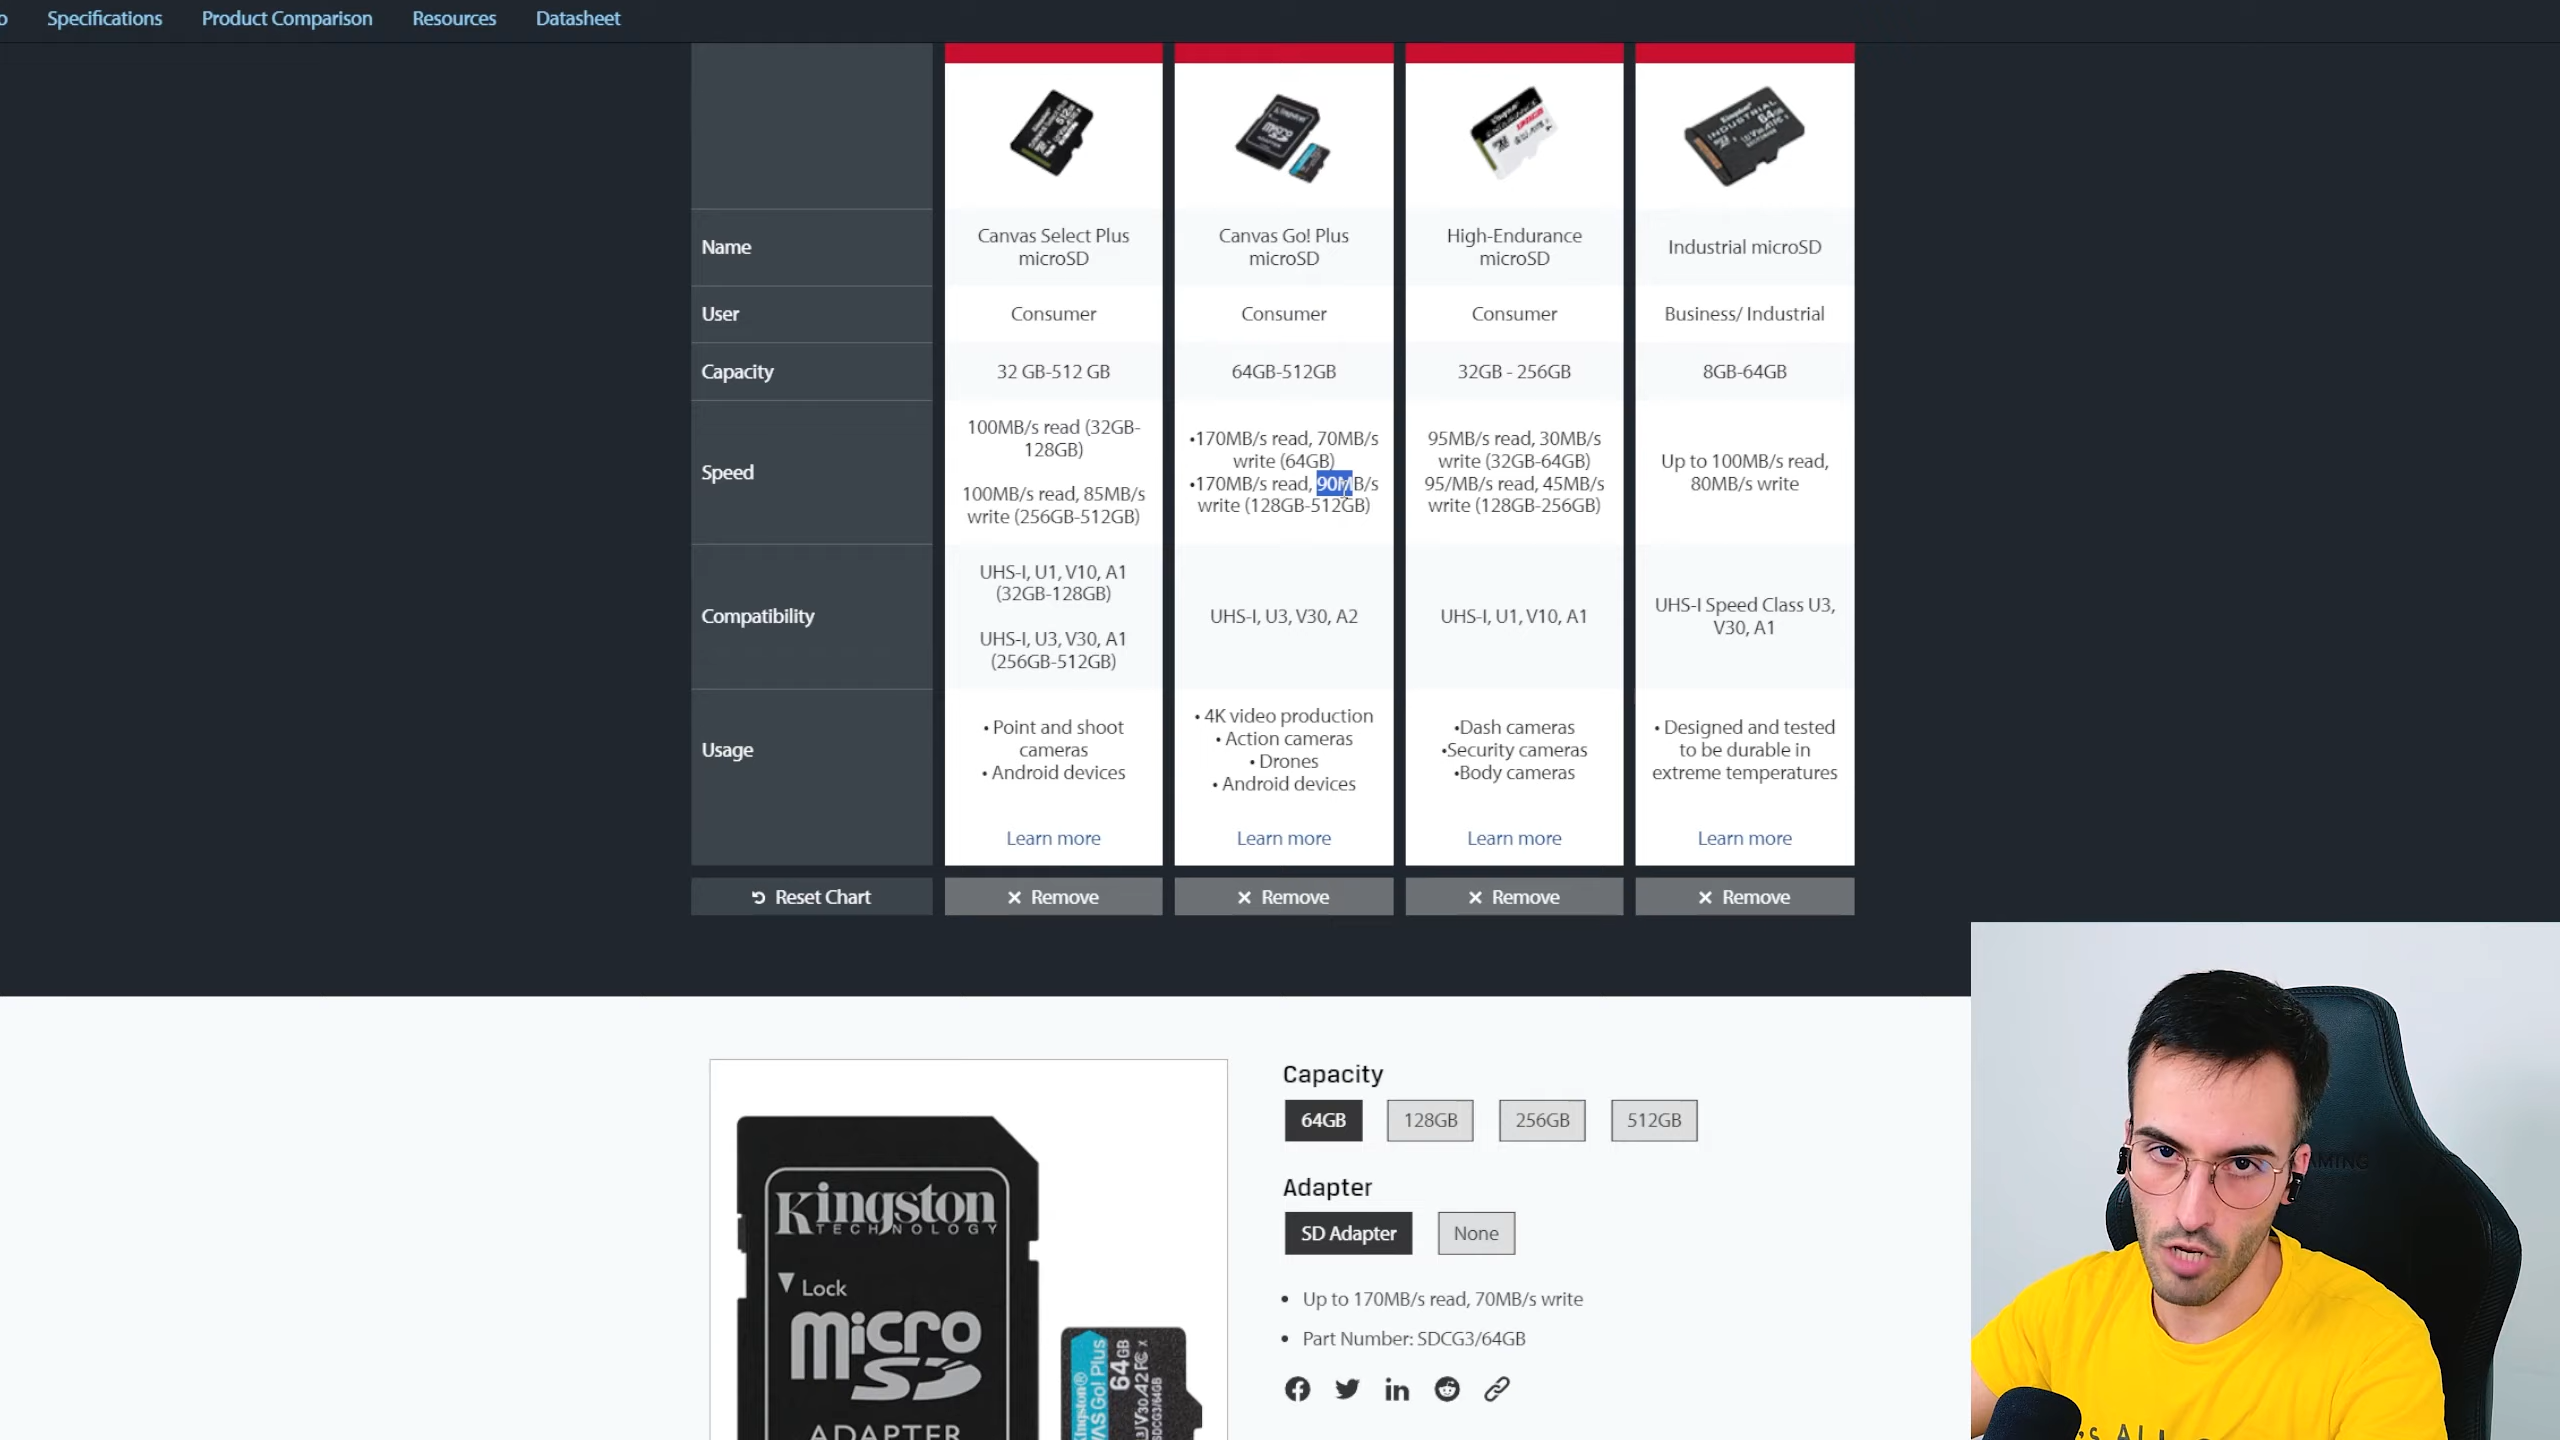 Specifications Product Comparison Resources Datasheet
Name
Canvas Select Plus
microSD
Canvas Go! Plus
microSD
High-Endurance
microSD
Industrial microSD
User
Consumer
Consumer
Consumer
Business/ Industrial
Capacity
32 GB-512 GB
64GB-512GB
32GB - 256GB
8GB-64GB
Speed
100MB/s read (32GB-
128GB)
100MB/s read, 85MB/s
write (256GB-512GB)
•170MB/s read, 70MB/s
write (64GB)
•170MB/s read, 90MB/s
write (128GB-512GB)
95MB/s read, 30MB/s
write (32GB-64GB)
95/MB/s read, 45MB/s
write (128GB-256GB)
Up to 100MB/s read,
80MB/s write
Compatibility
UHS-I, U1, V10, A1
(32GB-128GB)
UHS-I, U3, V30, A1
(256GB-512GB)
UHS-I, U3, V30, A2
UHS-I, U1, V10, A1
UHS-I Speed Class U3,
V30, A1
Usage
• Point and shoot
cameras
• Android devices
• 4K video production
• Action cameras
• Drones
• Android devices
•Dash cameras
•Security cameras
•Body cameras
• Designed and tested
to be durable in
extreme temperatures
Learn more
Learn more
Learn more
Learn more
Reset Chart
Remove
Remove
Remove
Remove
Kingston
TECHNOLOGY
Lock
micro
SD
ADAPTER
64GB
Canvas Go! Plus
Capacity
64GB 128GB 256GB 512GB
Adapter
SD Adapter None
• Up to 170MB/s read, 70MB/s write
• Part Number: SDCG3/64GB